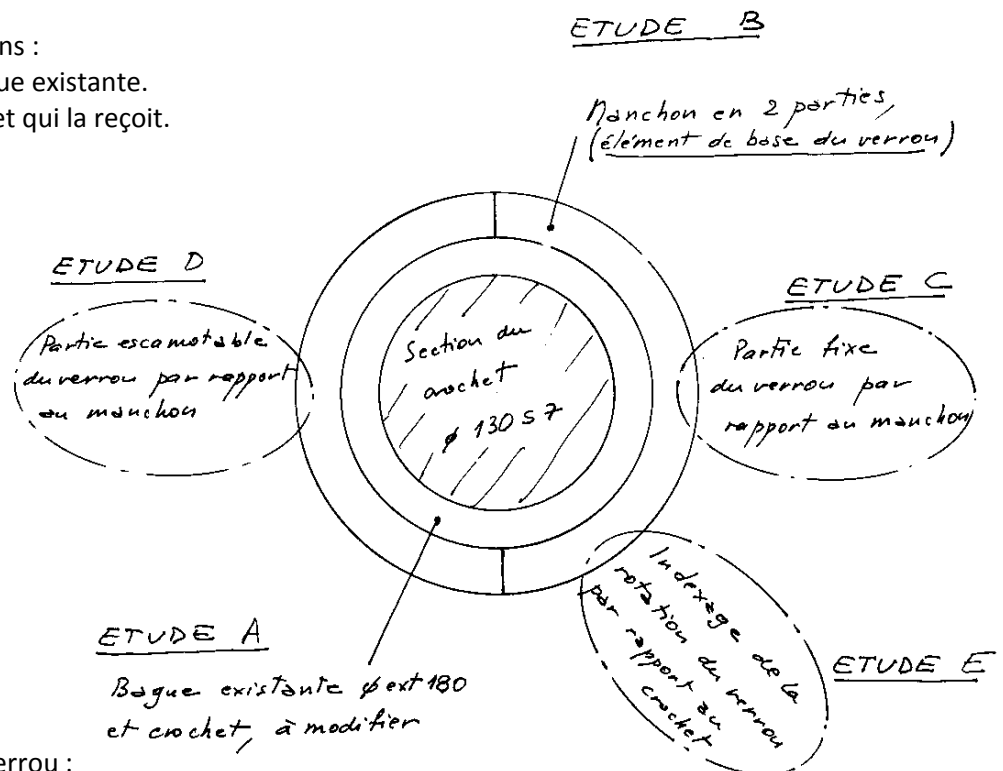 ns :
ue existante.
et qui la reçoit.
ETUDE B
Manchon en 2 parties,
(élément de base du verrou)
ETUDE D
Partie escamotable
du verrou par rapport
au manchon
Section du
crochet
ø 130 s 7
ETUDE C
Partie fixe
du verrou par
rapport au manchon
ETUDE A
Bague existante ø ext 180
et crochet, à modifier
Indexage de la
rotation du verrou
par rapport au
crochet
ETUDE E
errou :